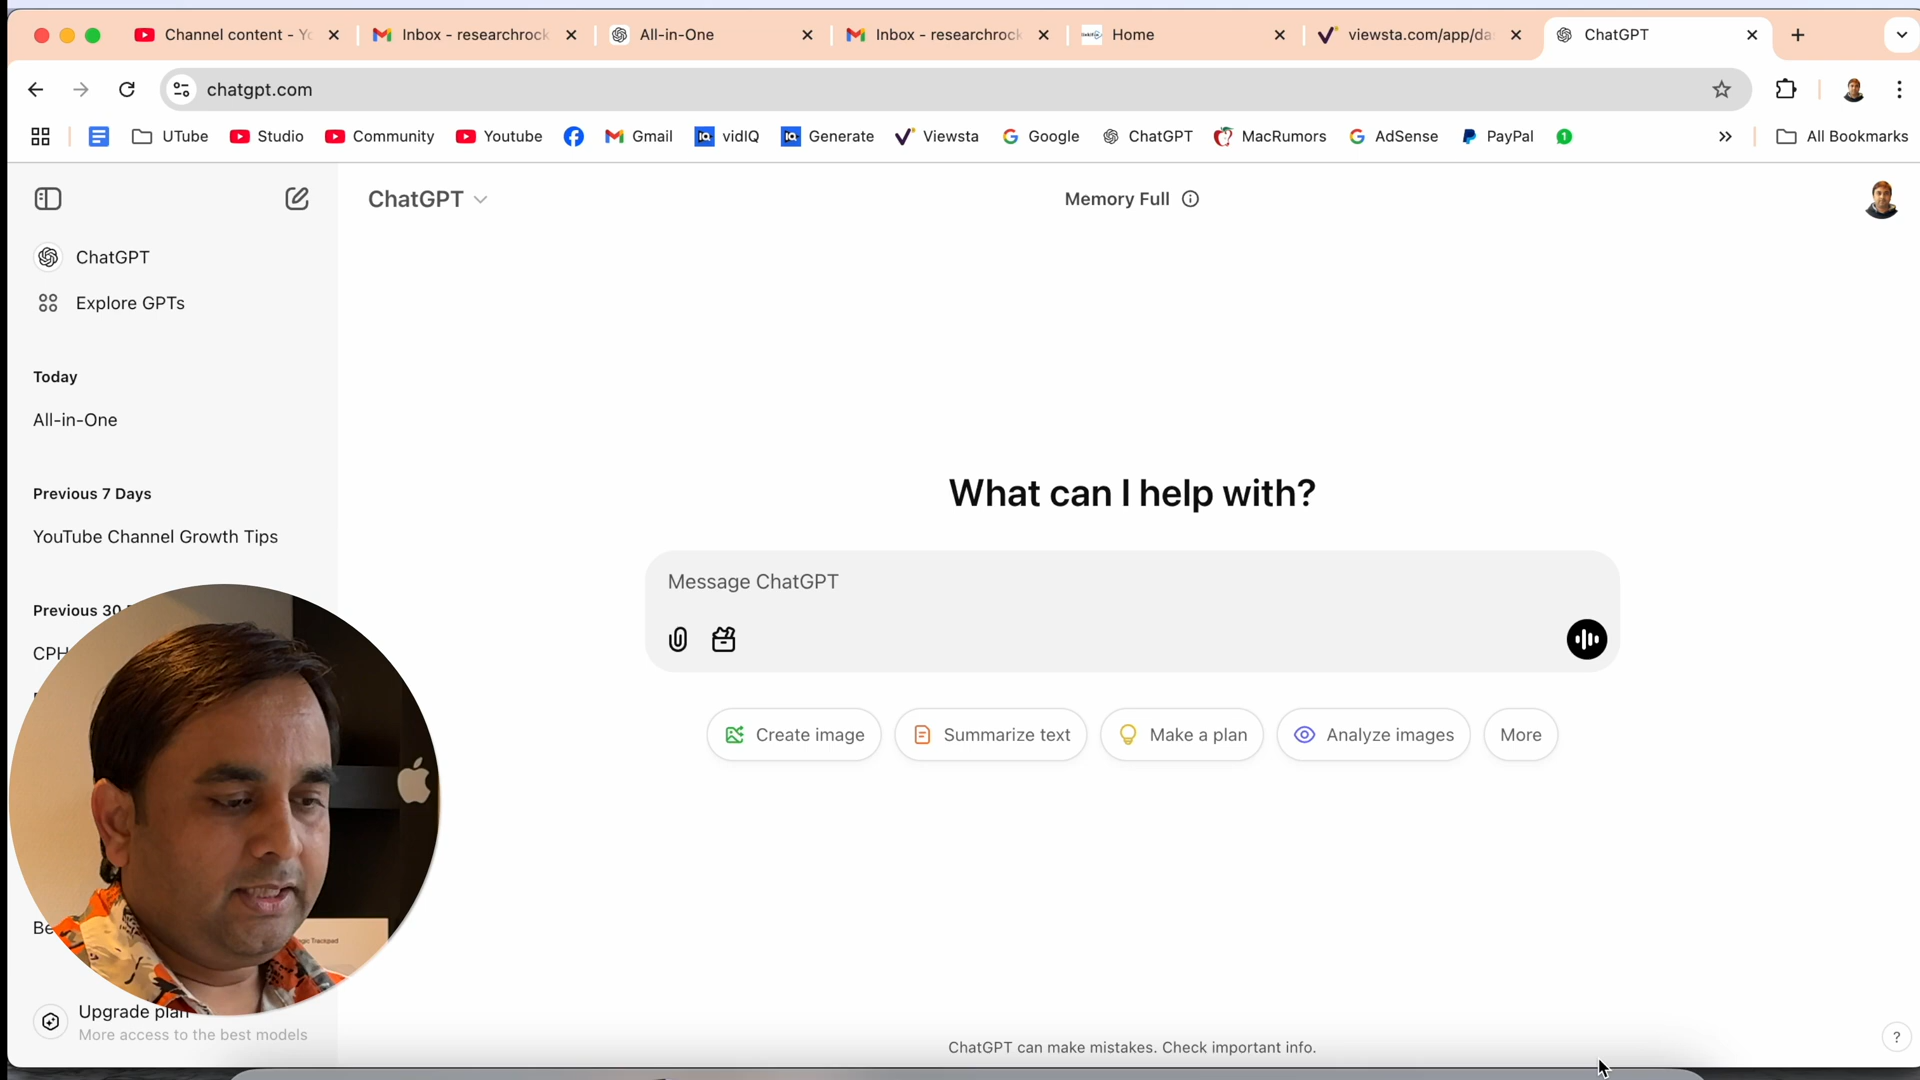 Channel content - Yo
Inbox - researchrock
All-in-One
Inbox - researchrock
Home
viewsta.com/app/da
ChatGPT
chatgpt.com
UTube
Studio
Community
Youtube
Gmail
vidIQ
Generate
Viewsta
Google
ChatGPT
MacRumors
AdSense
PayPal
1
All Bookmarks
ChatGPT
Memory Full
ChatGPT
Explore GPTs
Today
All-in-One
Previous 7 Days
YouTube Channel Growth Tips
Previous 30
CPH
Be
Upgrade plan
More access to the best models
What can I help with?
Message ChatGPT
Create image
Summarize text
Make a plan
Analyze images
More
ChatGPT can make mistakes. Check important info.
?